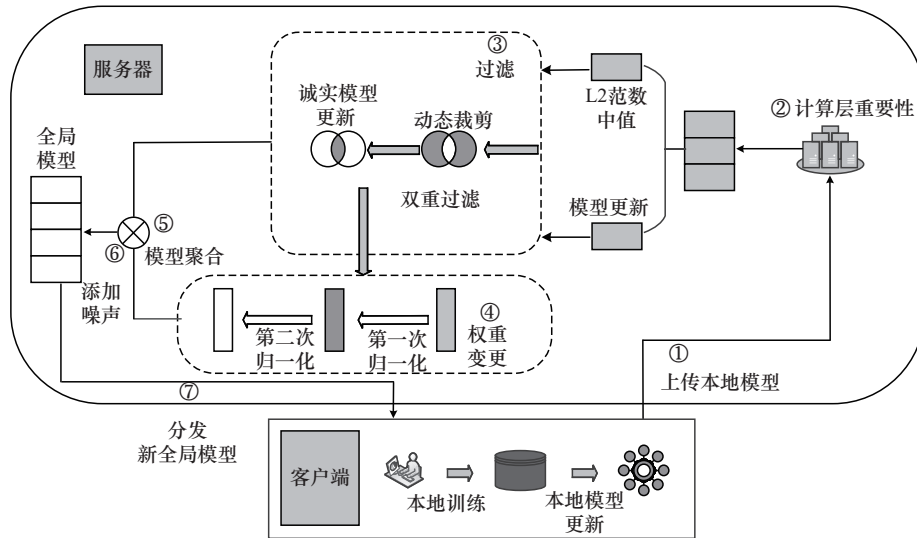 服务器
③
过滤
L2范数
中值
② 计算层重要性
诚实模型
更新
动态裁剪
双重过滤
全局
模型
模型更新
⑤
⑥
模型聚合
添加
噪声
④
权重
变更
第二次
归一化
第一次
归一化
①
上传本地模型
⑦
分发
新全局模型
客户端
本地训练
本地模型
更新